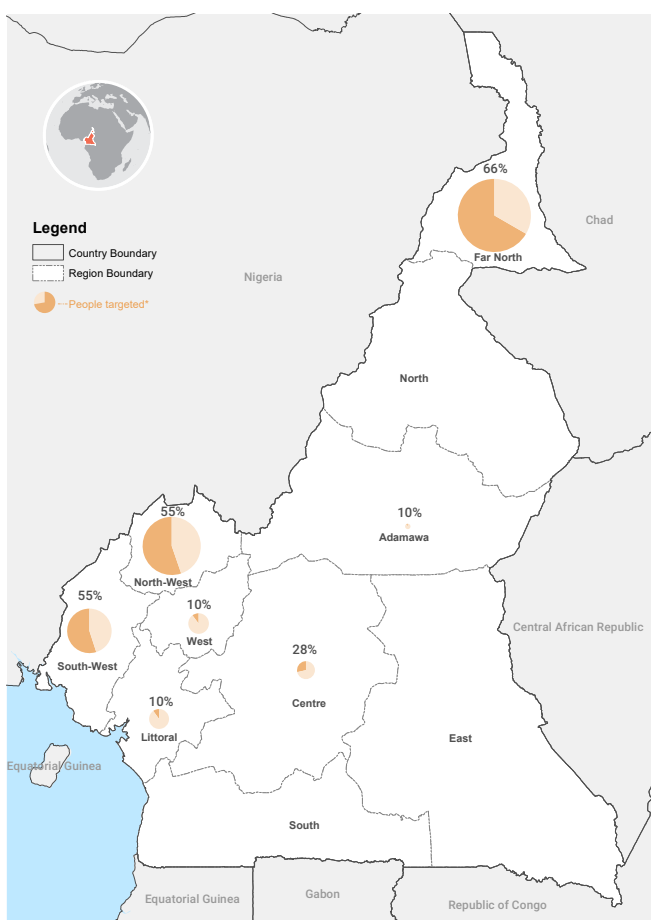 66%
Far North
Chad
Legend
Country Boundary
Region Boundary
People targeted*
Nigeria
North
10%
Adamawa
55%
North-West
55%
South-West
10%
West
10%
Littoral
28%
Centre
Central African Republic
East
Equatorial Guinea
South
Equatorial Guinea
Gabon
Republic of Congo